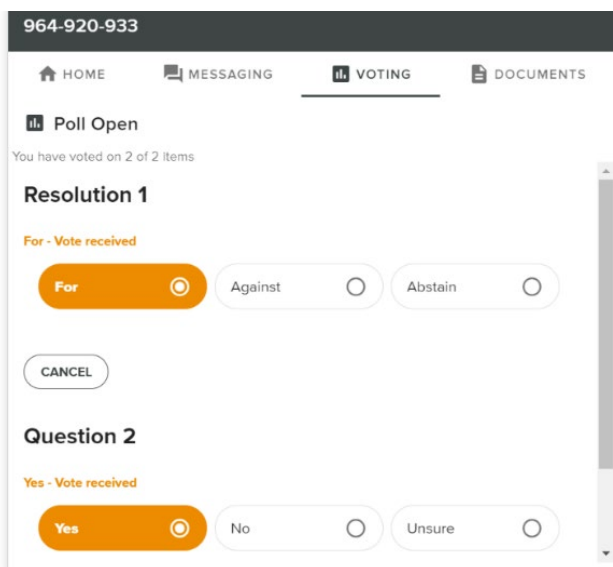 964-920-933
HOME MESSAGING VOTING DOCUMENTS
Poll Open
You have voted on 2 of 2 items
Resolution 1
For - Vote received
For Against Abstain
CANCEL
Question 2
Yes - Vote received
Yes No Unsure